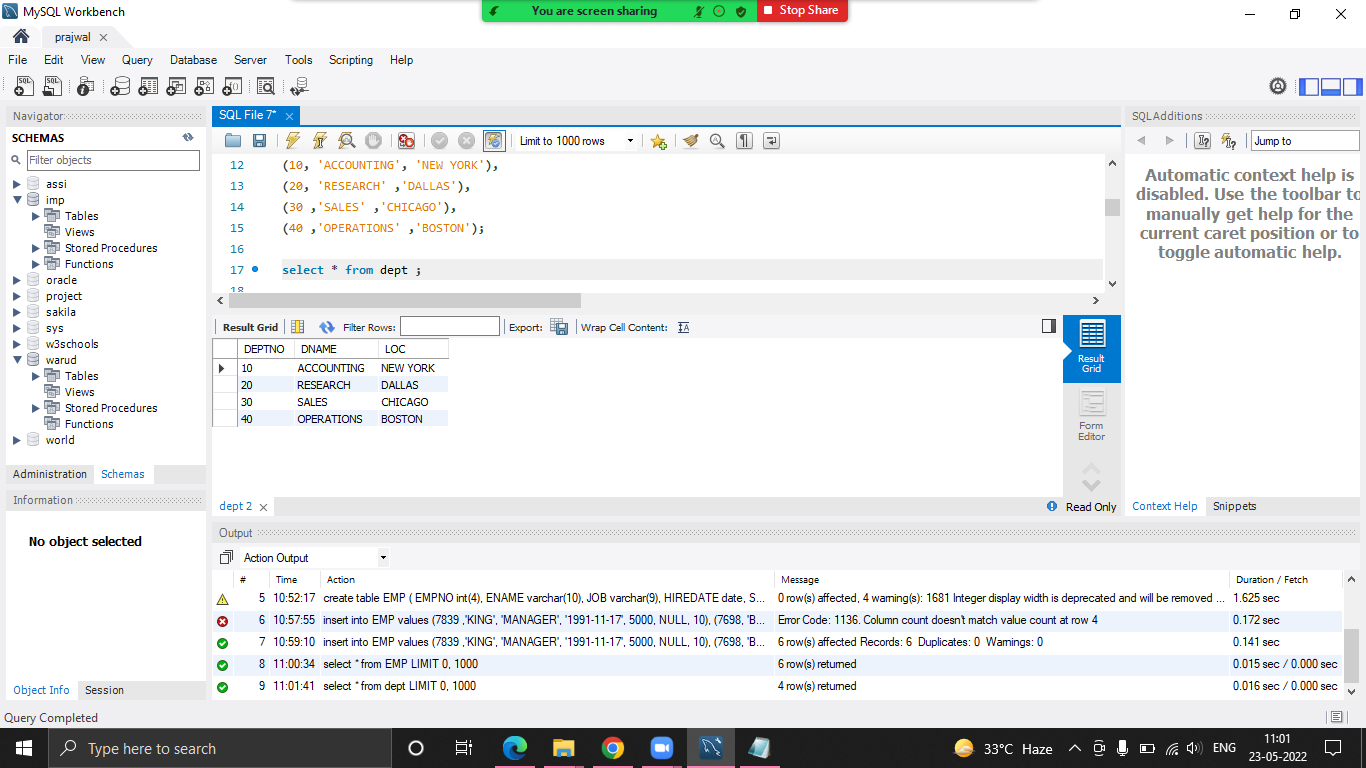 MySQL Workbench
You are screen sharing
Stop Share
prajwal
File Edit View Query Database Server Tools Scripting Help
Navigator
SCHEMAS
Filter objects
assi
imp
Tables
Views
Stored Procedures
Functions
oracle
project
sakila
sys
w3schools
warud
Tables
Views
Stored Procedures
Functions
world
Administration Schemas
Information
No object selected
Object Info Session
SQL File 7*
Limit to 1000 rows
12 (10, 'ACCOUNTING', 'NEW YORK'),
13 (20, 'RESEARCH' ,'DALLAS'),
14 (30 ,'SALES' ,'CHICAGO'),
15 (40 ,'OPERATIONS' ,'BOSTON');
16
17 select * from dept ;
18
Result Grid Filter Rows: Export: Wrap Cell Content:
DEPTNO DNAME LOC
10 ACCOUNTING NEW YORK
20 RESEARCH DALLAS
30 SALES CHICAGO
40 OPERATIONS BOSTON
Result
Grid
Form
Editor
dept 2
Read Only
SQLAdditions
Jump to
Automatic context help is
disabled. Use the toolbar to
manually get help for the
current caret position or to
toggle automatic help.
Context Help Snippets
Output
Action Output
# Time Action Message Duration / Fetch
5 10:52:17 create table EMP ( EMPNO int(4), ENAME varchar(10), JOB varchar(9), HIREDATE date, S... 0 row(s) affected, 4 warning(s): 1681 Integer display width is deprecated and will be removed ... 1.625 sec
6 10:57:55 insert into EMP values (7839 ,'KING', 'MANAGER', '1991-11-17', 5000, NULL, 10), (7698, 'B... Error Code: 1136. Column count doesn't match value count at row 4 0.172 sec
7 10:59:10 insert into EMP values (7839 ,'KING', 'MANAGER', '1991-11-17', 5000, NULL, 10), (7698, 'B... 6 row(s) affected Records: 6 Duplicates: 0 Warnings: 0 0.141 sec
8 11:00:34 select * from EMP LIMIT 0, 1000 6 row(s) returned 0.015 sec / 0.000 sec
9 11:01:41 select * from dept LIMIT 0, 1000 4 row(s) returned 0.016 sec / 0.000 sec
Query Completed
Type here to search
33°C Haze
ENG
11:01
23-05-2022